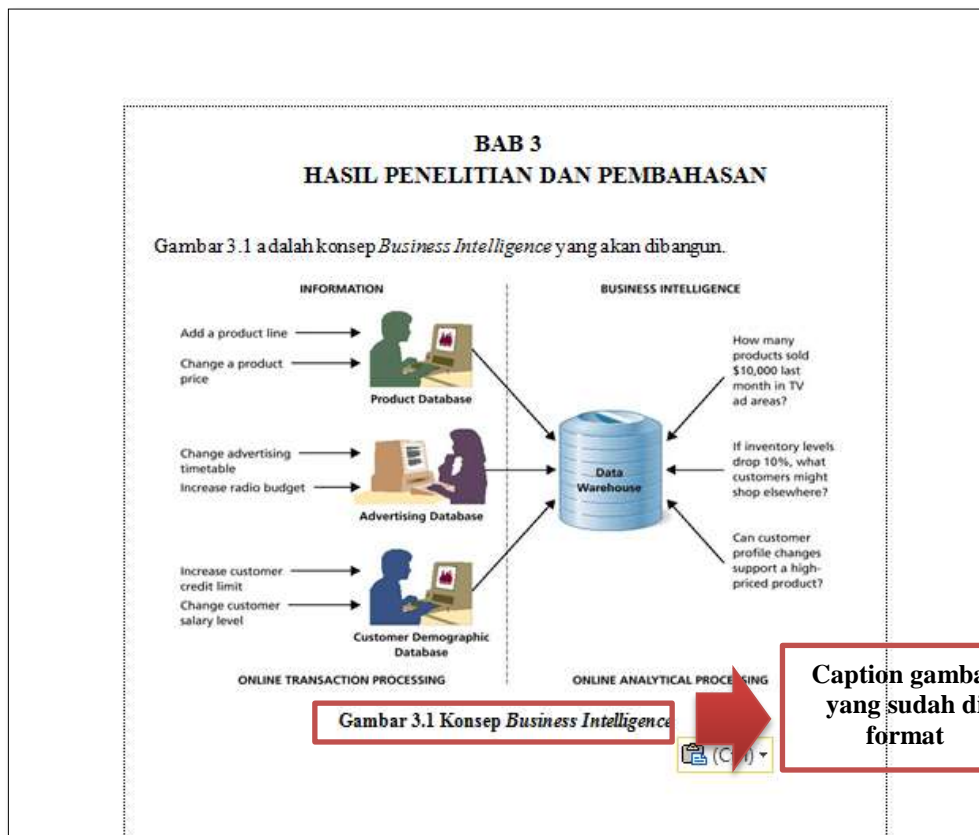 BAB 3
HASIL PENELITIAN DAN PEMBAHASAN
Gambar 3.1 adalah konsep Business Intelligence yang akan dibangun.
INFORMATION
Add a product line
Change a product
price
Product Database
Change advertising
timetable
Increase radio budget
Advertising Database
Increase customer
credit limit
Change customer
salary level
Customer Demographic
Database
ONLINE TRANSACTION PROCESSING
BUSINESS INTELLIGENCE
Data
Warehouse
How many
products sold
$10,000 last
month in TV
ad areas?
If inventory levels
drop 10%, what
customers might
shop elsewhere?
Can customer
profile changes
support a high-
priced product?
ONLINE ANALYTICAL PROCESSING
Gambar 3.1 Konsep Business Intelligence
Caption
yang sudah di
format